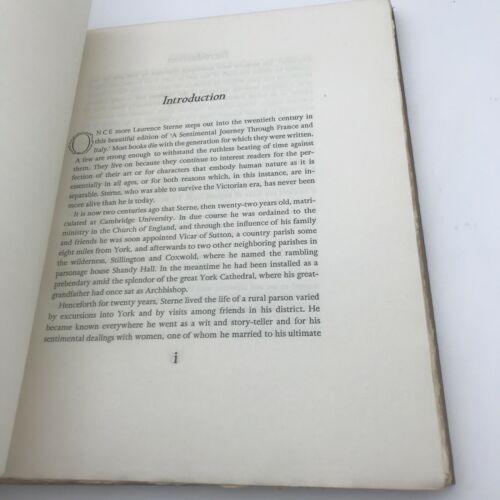 Introduction
ONCE more Laurence Sterne steps out into the twentieth century in
this beautiful edition of 'A Sentimental Journey Through France and
Italy.' Most books die with the generation for which they were written.
A few are strong enough to withstand the ruthless beating of time against
them. They live on because they continue to interest readers for the per-
fection of their art or for characters that embody human nature as it is
essentially in all ages, or for both reasons which, in this instance, are in-
separable. Sterne, who was able to survive the Victorian era, has never been
more alive than he is today.
It is now two centuries ago that Sterne, then twenty-two years old, matri-
culated at Cambridge University. In due course he was ordained to the
ministry in the Church of England, and through the influence of his family
and friends he was soon appointed Vicar of Sutton, a country parish some
eight miles from York, and afterwards to two other neighboring parishes in
the wilderness, Stillington and Coxwold, where he named the rambling
parsonage house Shandy Hall. In the meantime he had been installed as a
prebendary amid the splendor of the great York Cathedral, where his great-
grandfather had once sat as Archbishop.
Henceforth for twenty years, Sterne lived the life of a rural parson varied
by excursions into York and by visits among friends in his district. He
became known everywhere he went as a wit and story-teller and for his
sentimental dealings with women, one of whom he married to his ultimate
i